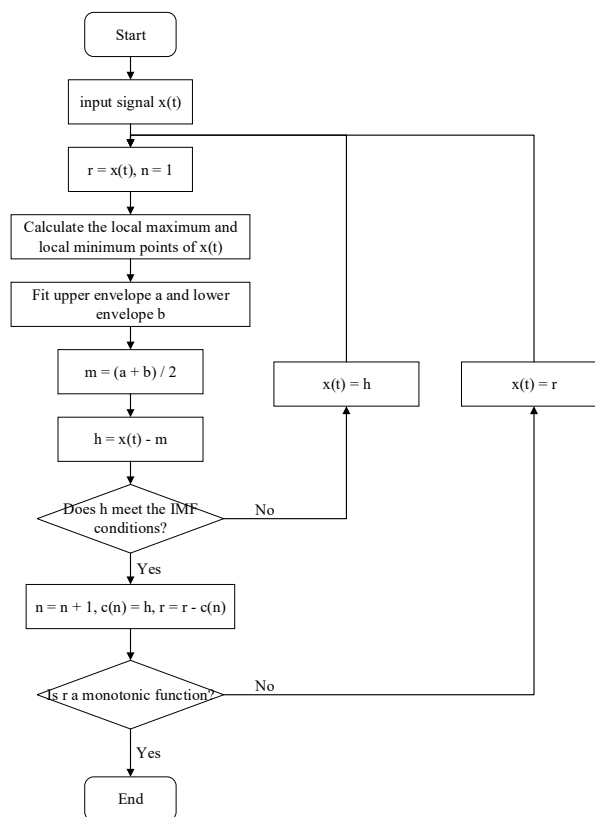 Start
input signal x(t)
r = x(t), n = 1
Calculate the local maximum and
local minimum points of x(t)
Fit upper envelope a and lower
envelope b
m = (a + b) / 2
x(t) = h
x(t) = r
h = x(t) - m
Does h meet the IMF
conditions?
No
Yes
n = n + 1, c(n) = h, r = r - c(n)
Is r a monotonic function?
No
Yes
End